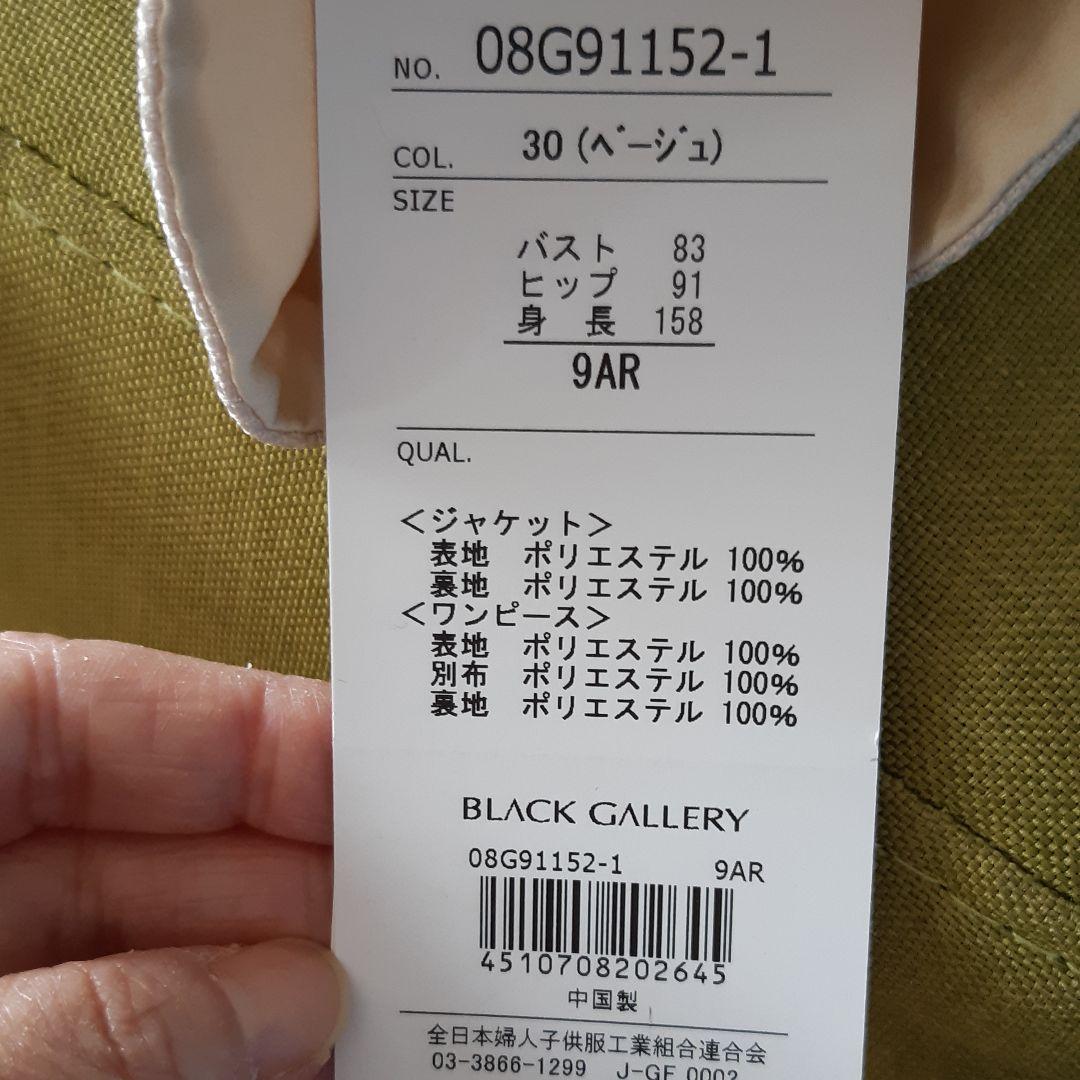 NO. 08G91152-1
COL. 30 (ベージュ)
SIZE
バスト 83
ヒップ 91
身 長 158
9AR
QUAL.
＜ジャケット＞
表地 ポリエステル 100%
裏地 ポリエステル 100%
＜ワンピース＞
表地 ポリエステル 100%
別布 ポリエステル 100%
裏地 ポリエステル 100%
BLACK GALLERY
08G91152-1 9AR
4510708202645
中国製
全日本婦人子供服工業組合連合会
03-3866-1299 J-GF 0002